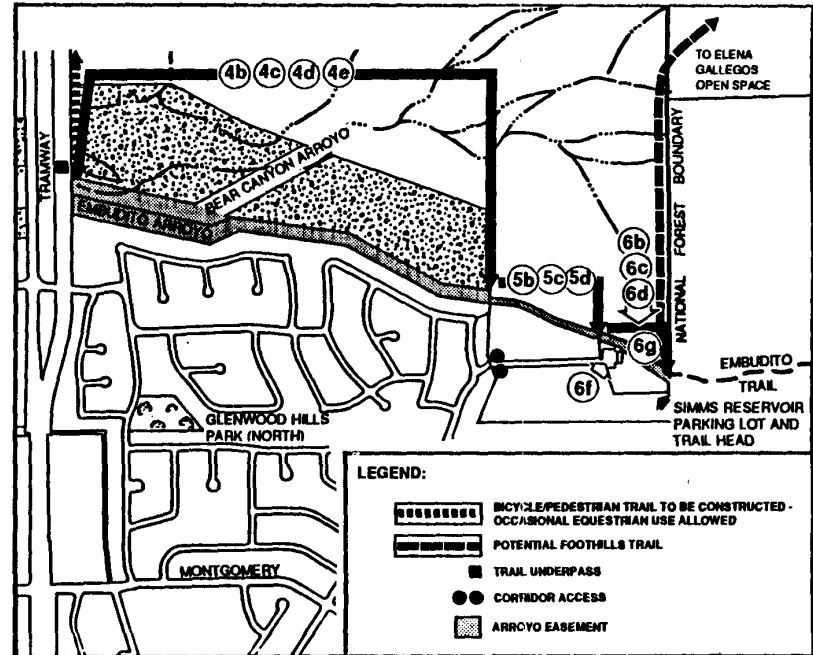 4b 4c 4d 4e
TO ELENA
GALLEGOS
OPEN SPACE
TRAMWAY
BEAR CANYON ARROYO
EMBUDITO ARROYO
NATIONAL FOREST BOUNDARY
6b
6c
6d
5b 5c 5d
6g
6f
EMBUDITO
TRAIL
SIMMS RESERVOIR
PARKING LOT AND
TRAIL HEAD
GLENWOOD HILLS
PARK (NORTH)
MONTGOMERY
LEGEND:
BICYCLE/PEDESTRIAN TRAIL TO BE CONSTRUCTED -
OCCASIONAL EQUESTRIAN USE ALLOWED
POTENTIAL FOOTHILLS TRAIL
TRAIL UNDERPASS
CORRIDOR ACCESS
ARROYO EASEMENT